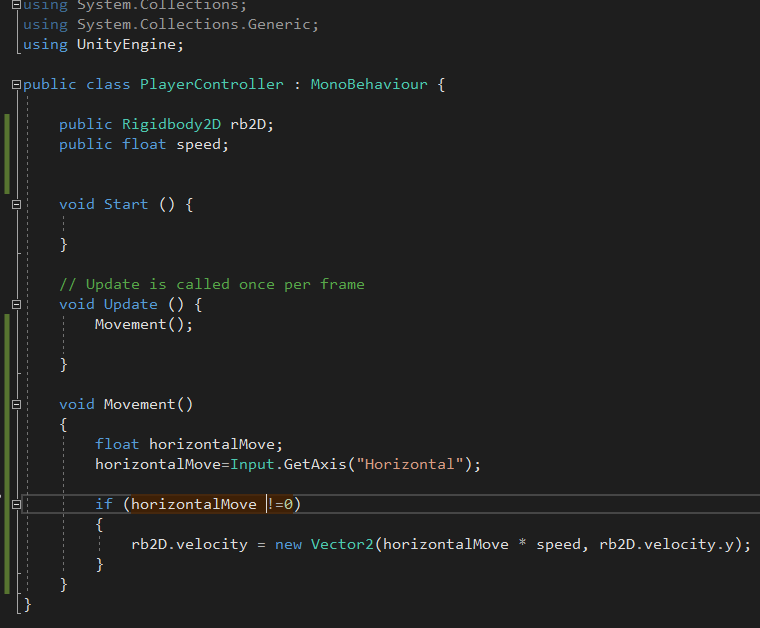 using System.Collections;
using System.Collections.Generic;
using UnityEngine;
public class PlayerController : MonoBehaviour {
public Rigidbody2D rb2D;
public float speed;
void Start () {
}
// Update is called once per frame
void Update () {
Movement();
}
void Movement()
{
float horizontalMove;
horizontalMove=Input.GetAxis("Horizontal");
if (horizontalMove !=0)
{
rb2D.velocity = new Vector2(horizontalMove * speed, rb2D.velocity.y);
}
}
}